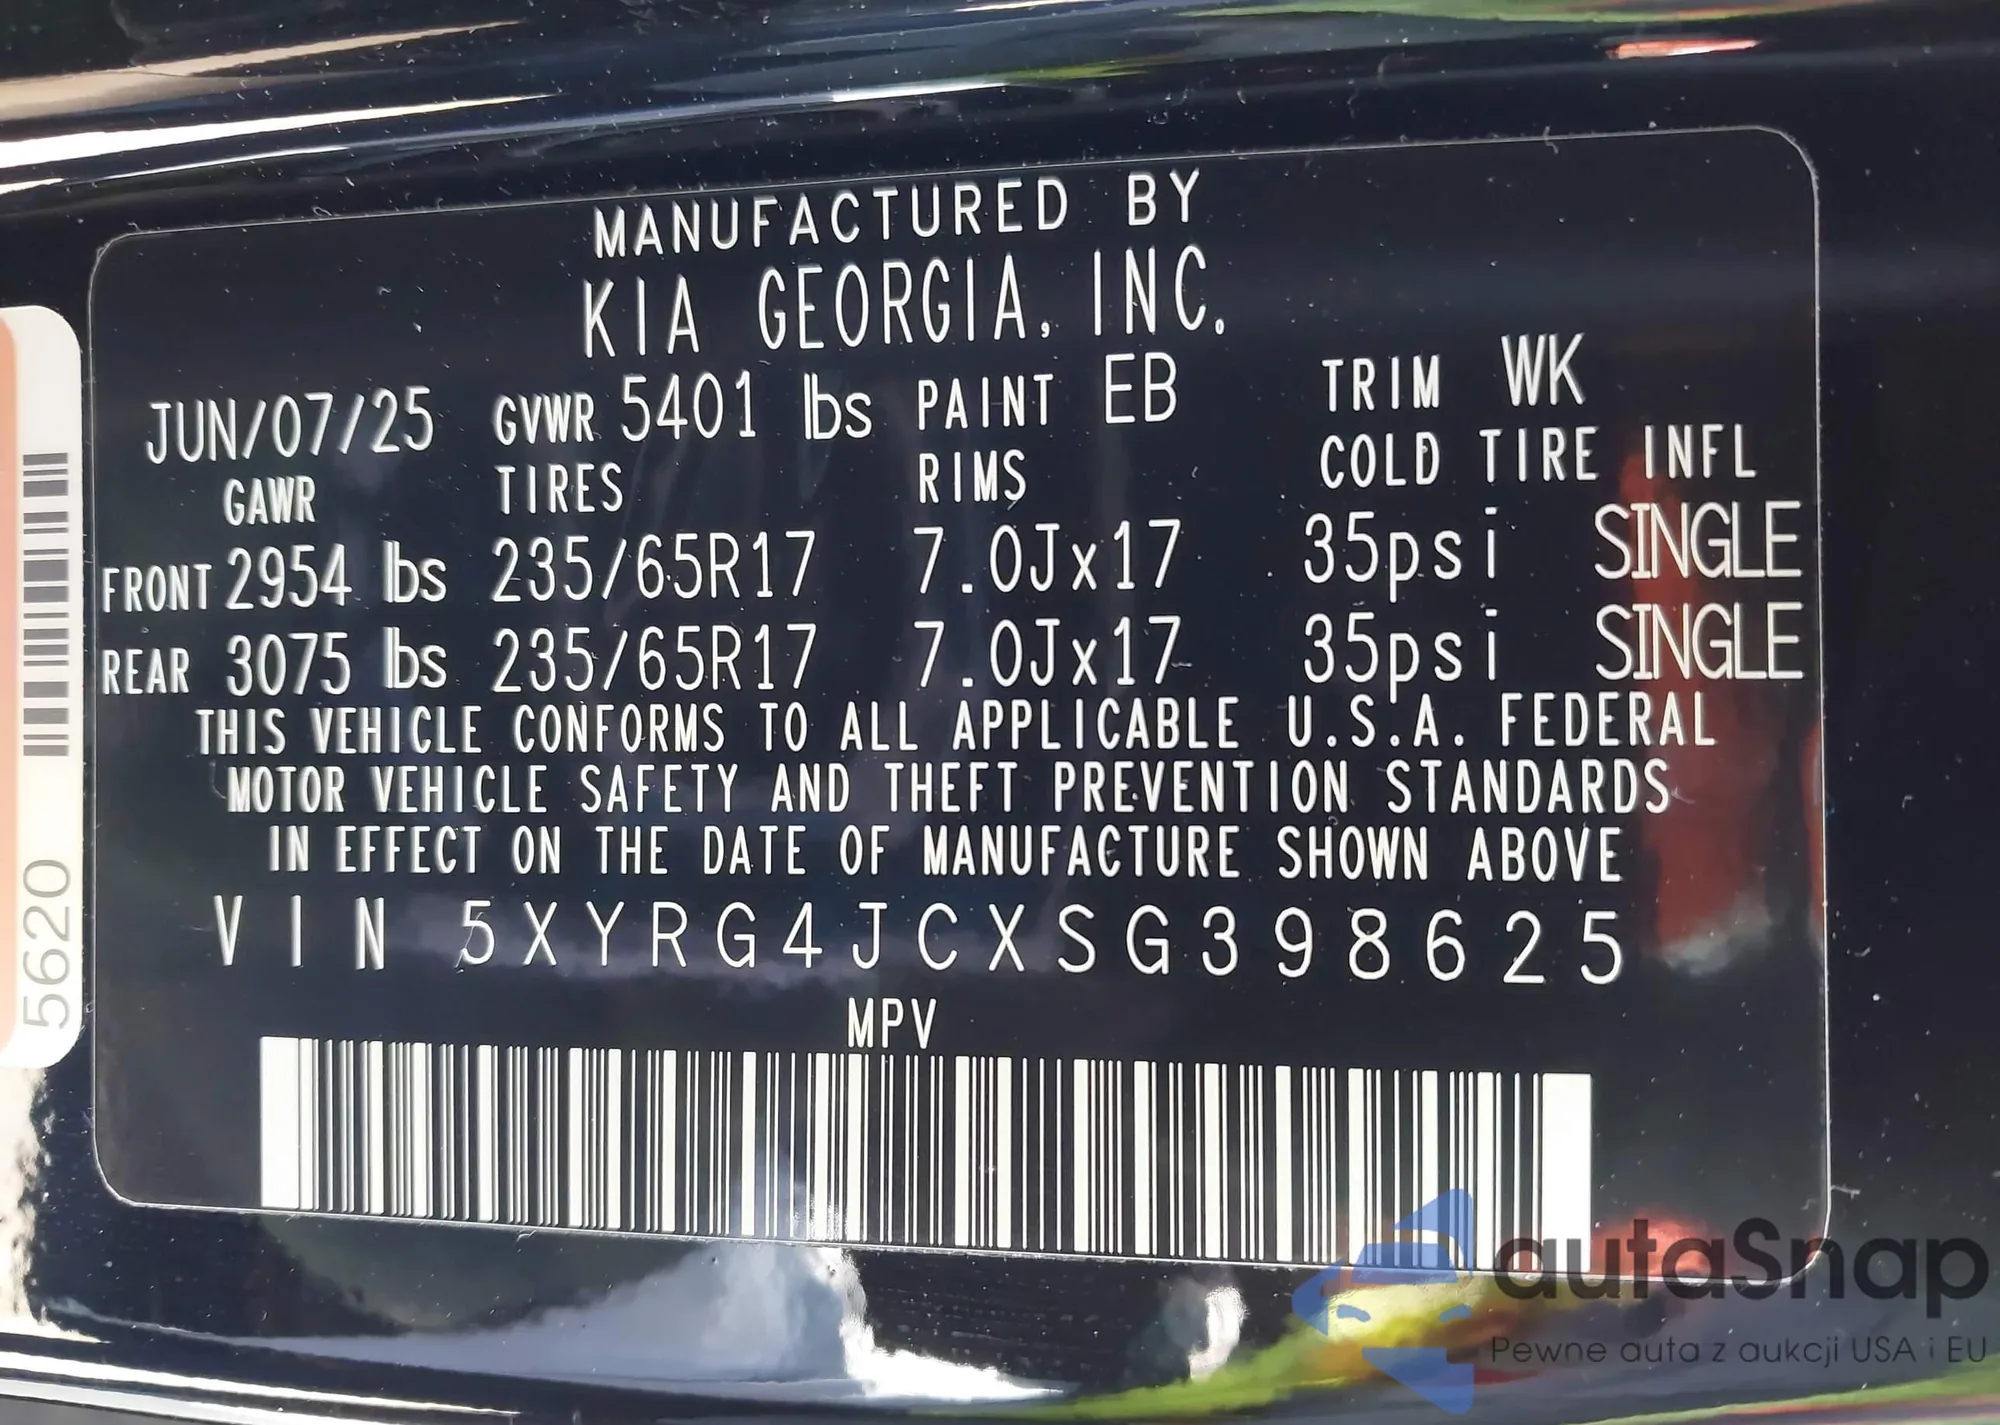 MANUFACTURED BY
KIA GEORGIA, INC.
JUN/07/25 GVWR 5401 lbs PAINT EB TRIM WK
GAWR TIRES RIMS COLD TIRE INFL
FRONT 2954 lbs 235/65R17 7.0Jx17 35psi SINGLE
REAR 3075 lbs 235/65R17 7.0Jx17 35psi SINGLE
THIS VEHICLE CONFORMS TO ALL APPLICABLE U.S.A. FEDERAL
MOTOR VEHICLE SAFETY AND THEFT PREVENTION STANDARDS
IN EFFECT ON THE DATE OF MANUFACTURE SHOWN ABOVE
VIN 5XYRG4JCXSG398625
MPV
5620
autaSnap
Pewne auta z aukcji USA i EU